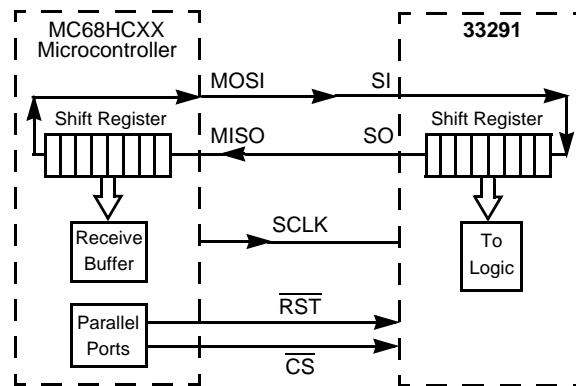 MC68HCXX
Microcontroller
33291
MOSI
SI
Shift Register
Shift Register
MISO
SO
Receive
Buffer
SCLK
To
Logic
Parallel
Ports
RST
CS